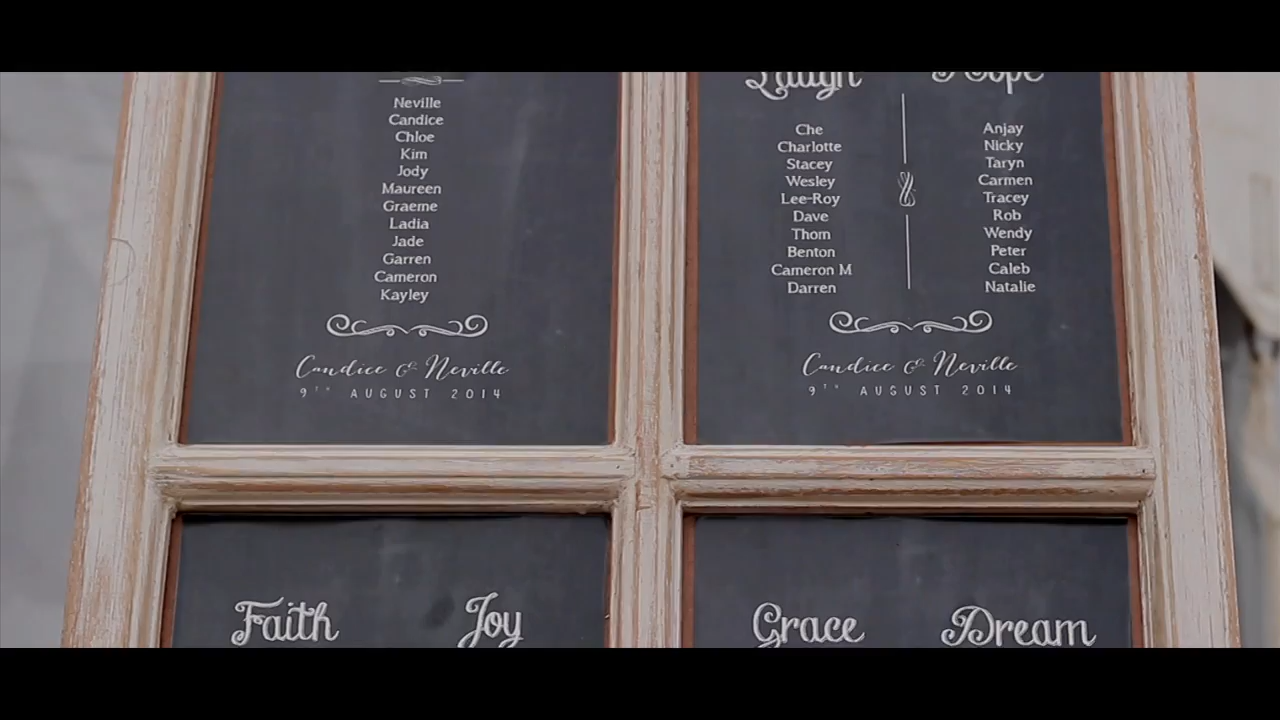 Neville
Candice
Chloe
Kim
Jody
Maureen
Graeme
Ladia
Jade
Garren
Cameron
Kayley
Candice & Neville
9TH AUGUST 2014
Laugh
Che
Charlotte
Stacey
Wesley
Lee-Roy
Dave
Thom
Benton
Cameron M
Darren
Hope
Anjay
Nicky
Taryn
Carmen
Tracey
Rob
Wendy
Peter
Caleb
Natalie
Candice & Neville
9TH AUGUST 2014
Faith
Joy
Grace
Dream